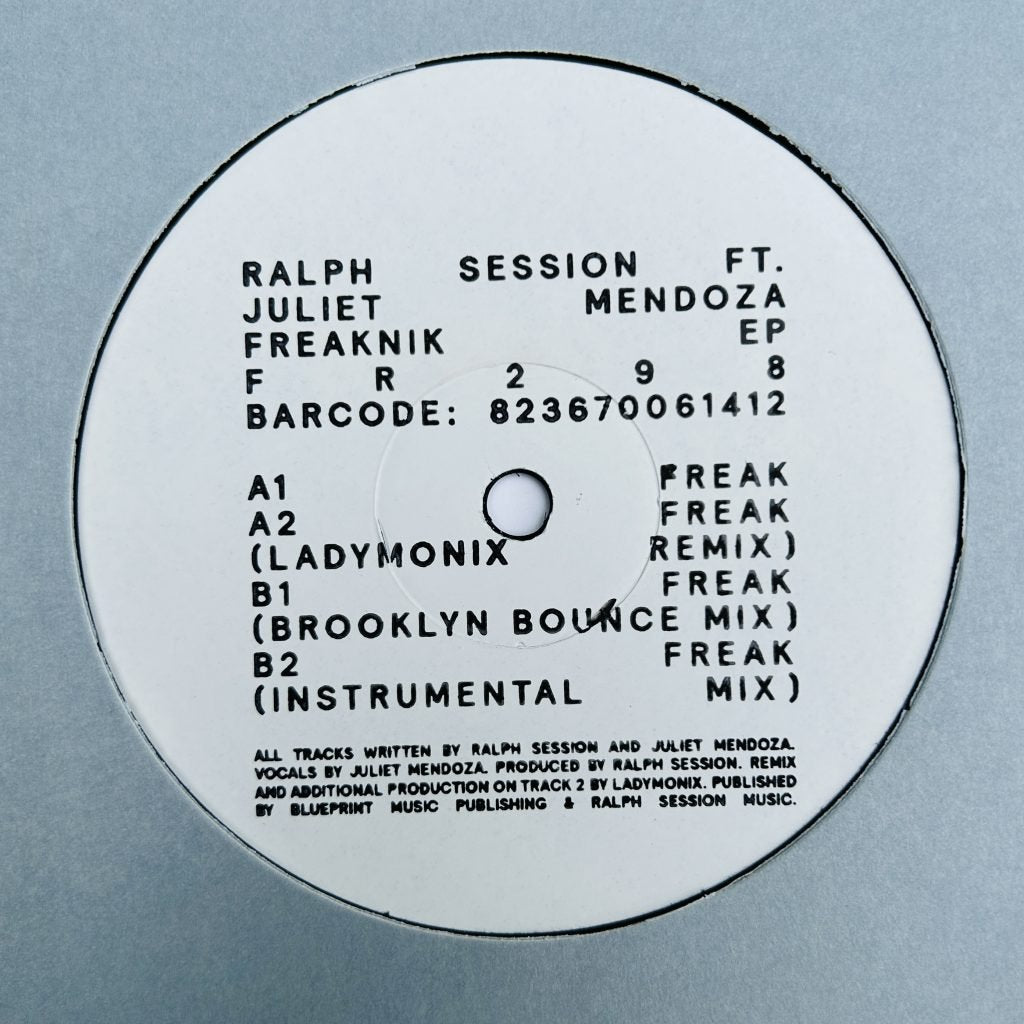 RALPH SESSION FT.
JULIET MENDOZA
FREAKNIK EP
F R 2 9 8
BARCODE: 823670061412
A1 FREAK
A2 FREAK
(LADYMONIX REMIX)
B1 FREAK
(BROOKLYN BOUNCE MIX)
B2 FREAK
(INSTRUMENTAL MIX)
ALL TRACKS WRITTEN BY RALPH SESSION AND JULIET MENDOZA.
VOCALS BY JULIET MENDOZA. PRODUCED BY RALPH SESSION. REMIX
AND ADDITIONAL PRODUCTION ON TRACK 2 BY LADYMONIX. PUBLISHED
BY BLUEPRINT MUSIC PUBLISHING & RALPH SESSION MUSIC.